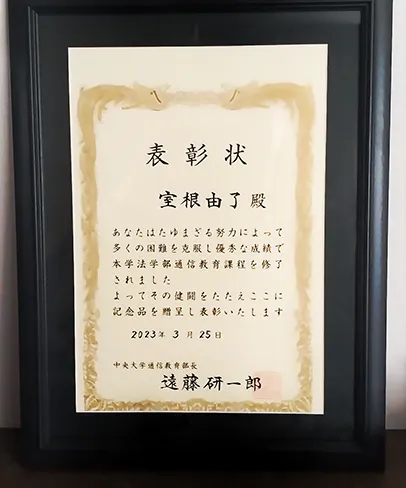 表彰状
室根由了 殿
あなたはたゆまざる努力によって
多くの困難を克服し優秀な成績で
本学法学部通信教育課程を修了
されました
よってその健闘をたたえここに
記念品を贈呈し表彰いたします
2023年 3月 25日
中央大学通信教育部長
遠藤研一郎